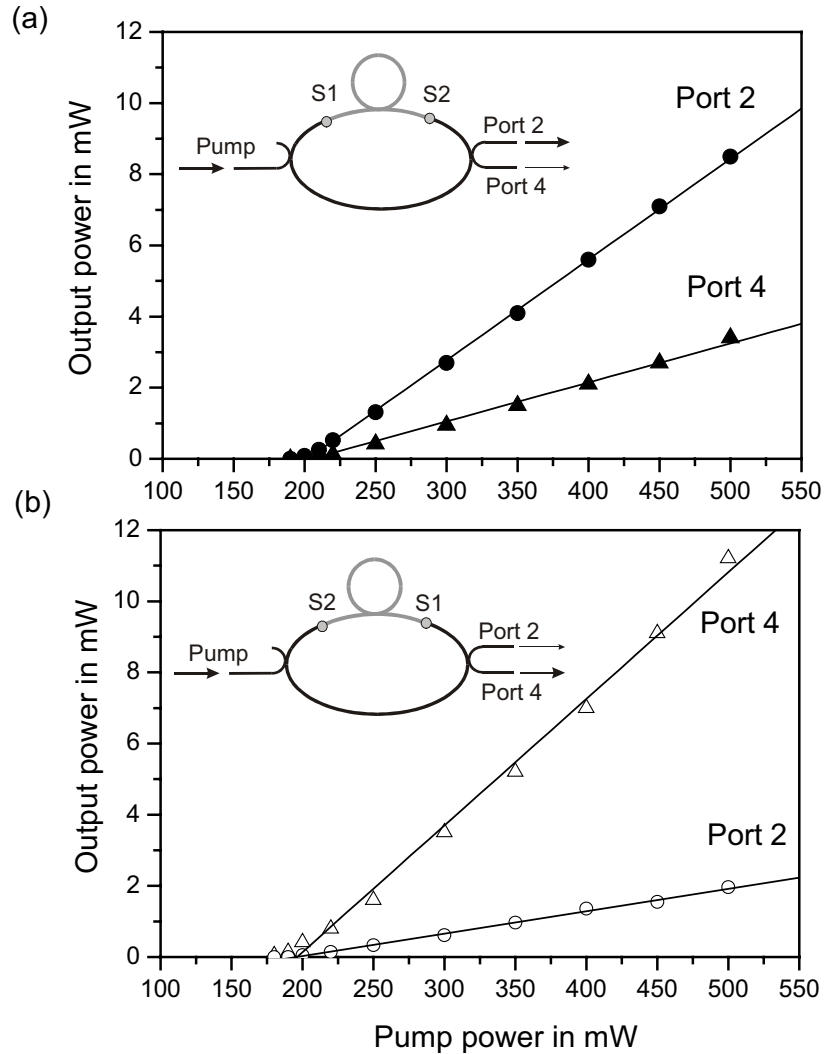 (a)
12
10
8
6
4
2
0
Output power in mW
S1
S2
Pump
Port 2
Port 4
Port 2
Port 4
100 150 200 250 300 350 400 450 500 550
(b)
12
10
8
6
4
2
0
Output power in mW
S2
S1
Pump
Port 2
Port 4
Port 4
Port 2
100 150 200 250 300 350 400 450 500 550
Pump power in mW